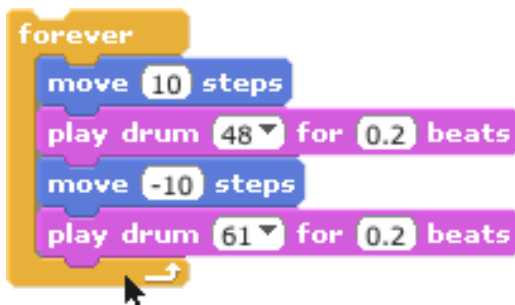 forever
move 10 steps
play drum 48 for 0.2 beats
move -10 steps
play drum 61 for 0.2 beats